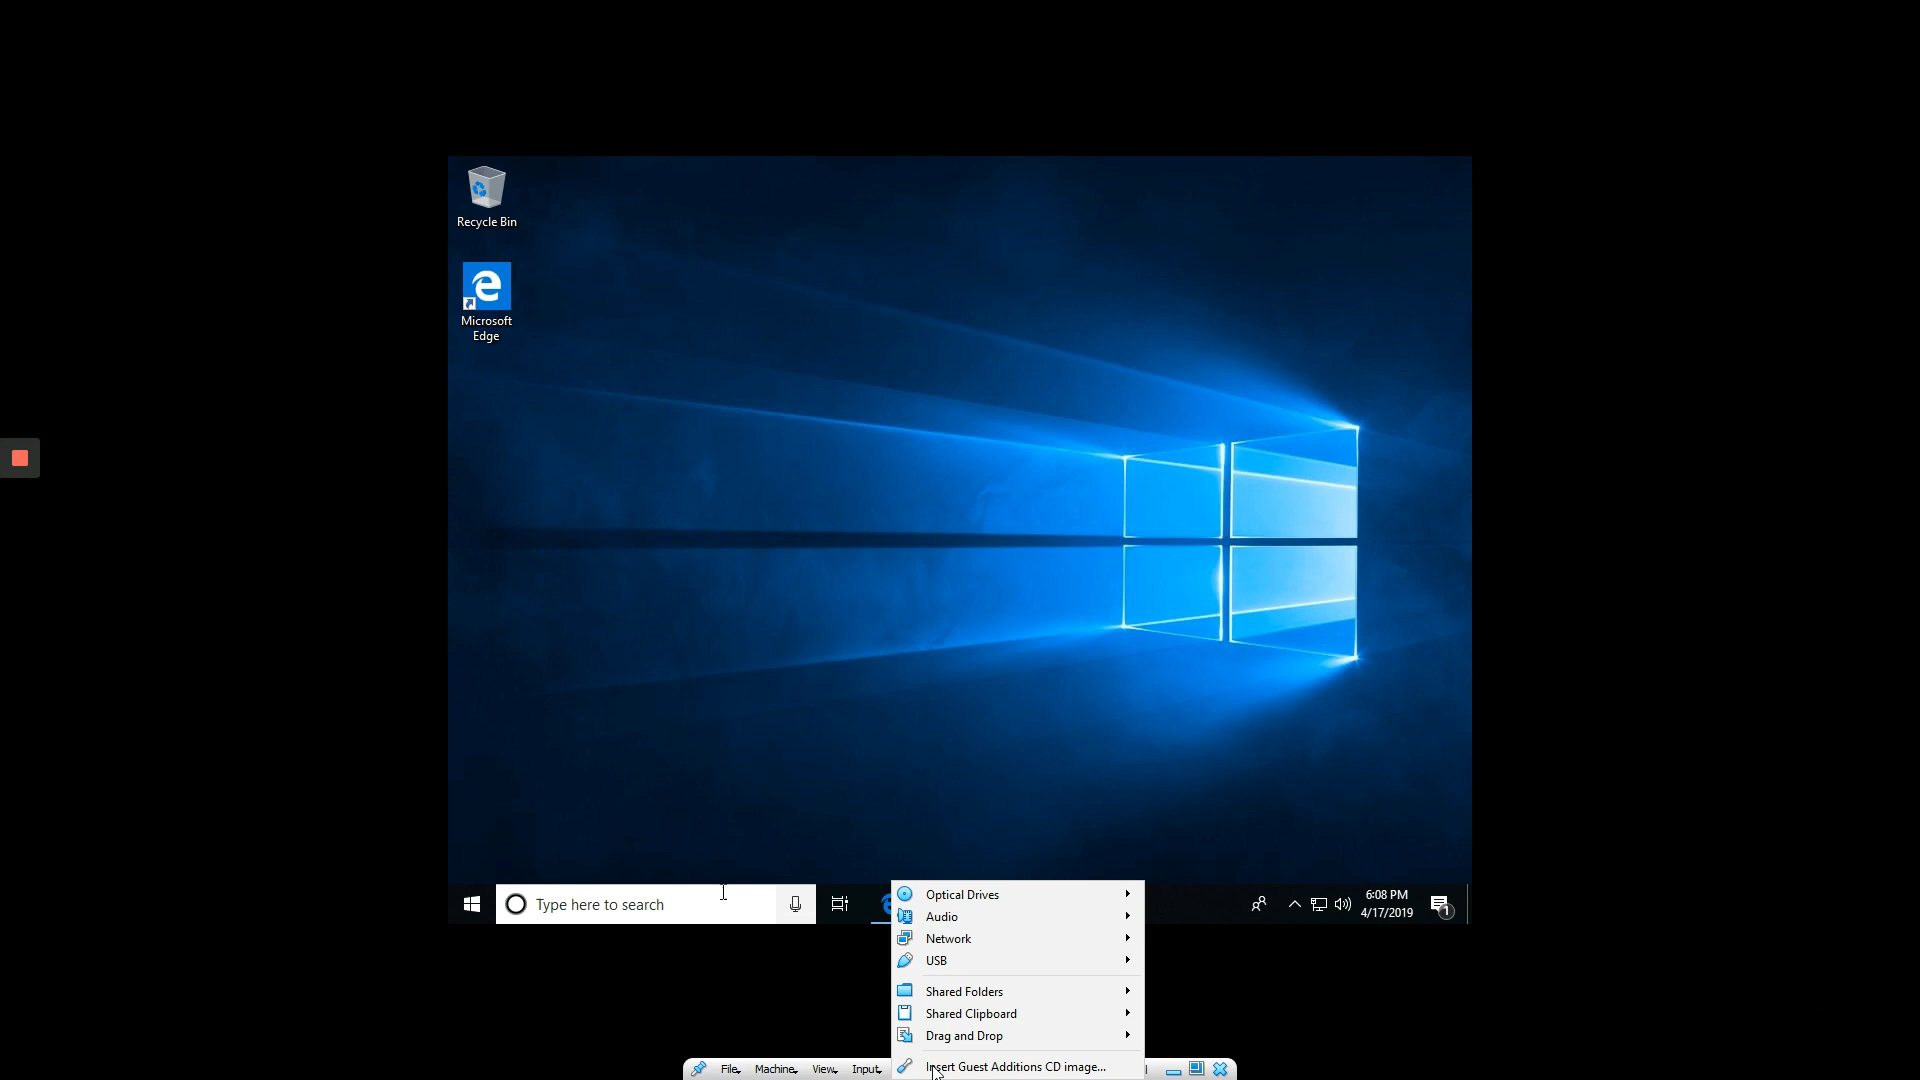 Recycle Bin
Microsoft
Edge
Type here to search
6:08 PM
4/17/2019
1
Optical Drives
Audio
Network
USB
Shared Folders
Shared Clipboard
Drag and Drop
Insert Guest Additions CD image...
File
Machine
View
Input